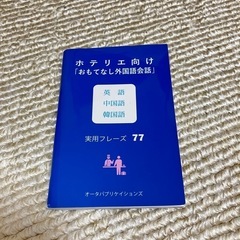 ホテリエ向け
「おもてなし外国語会話」
英語
中国語
韓国語
実用フレーズ 77
オータパブリケイションズ